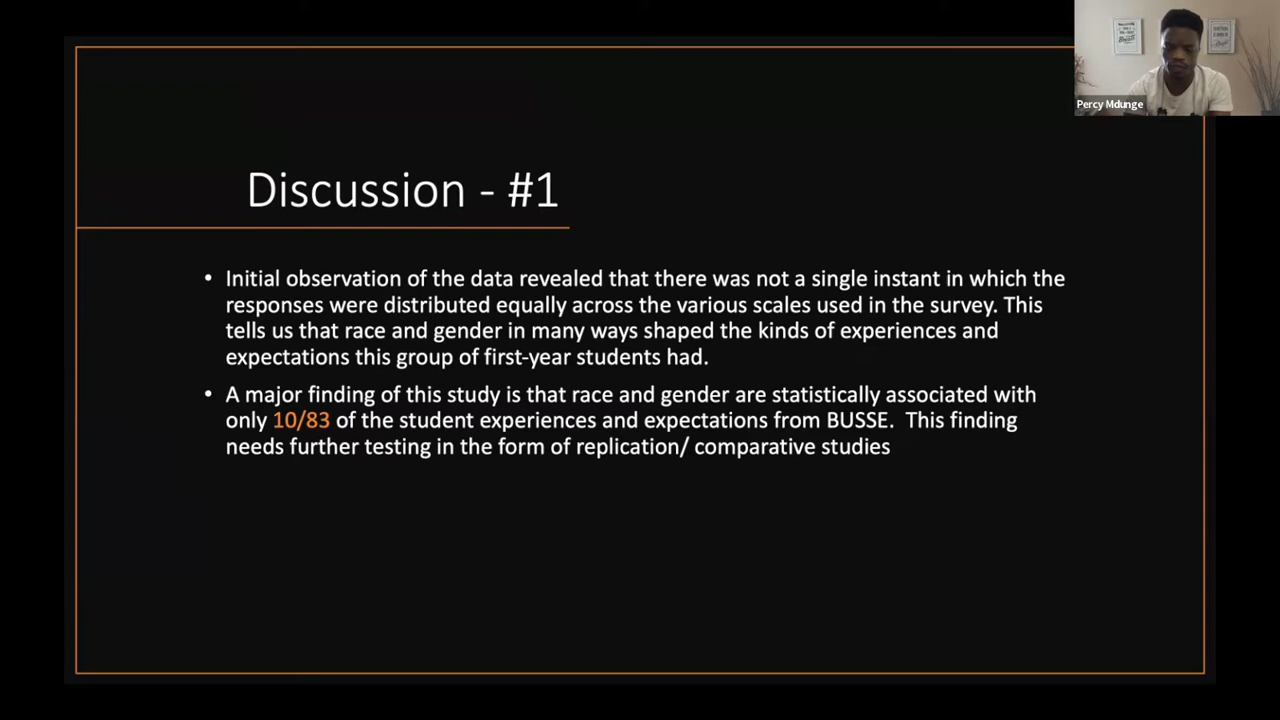 Percy Mdunge
Discussion - #1
• Initial observation of the data revealed that there was not a single instant in which the
responses were distributed equally across the various scales used in the survey. This
tells us that race and gender in many ways shaped the kinds of experiences and
expectations this group of first-year students had.
• A major finding of this study is that race and gender are statistically associated with
only 10/83 of the student experiences and expectations from BUSSE.  This finding
needs further testing in the form of replication/ comparative studies